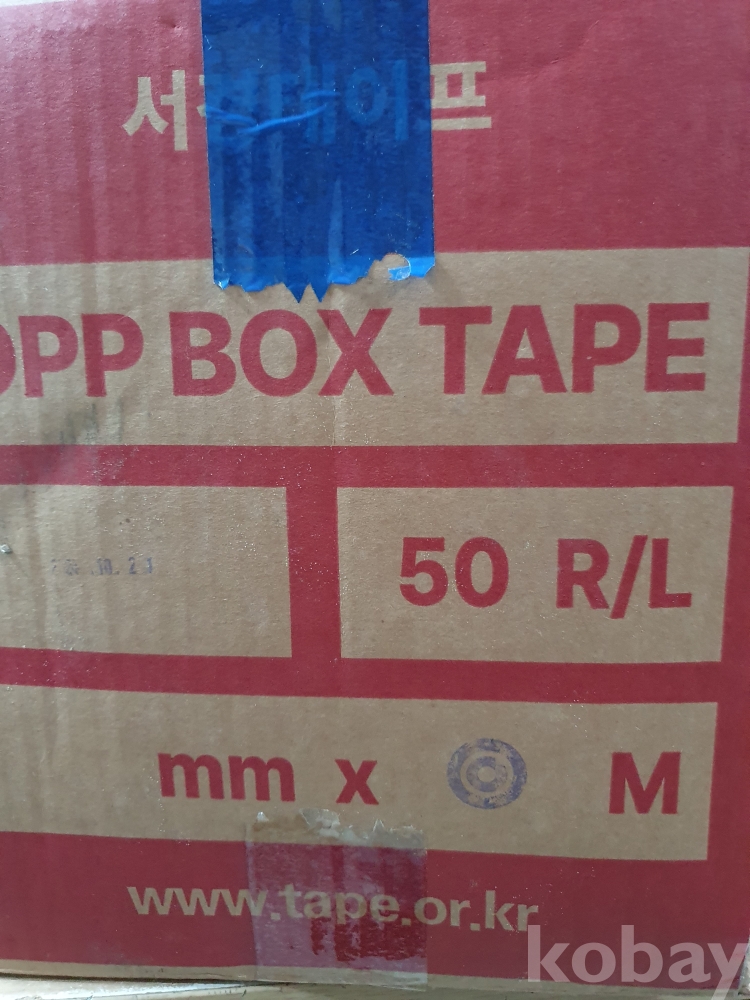 OPP BOX TAPE
50 R/L
mm x M
www.tape.or.kr
kobay